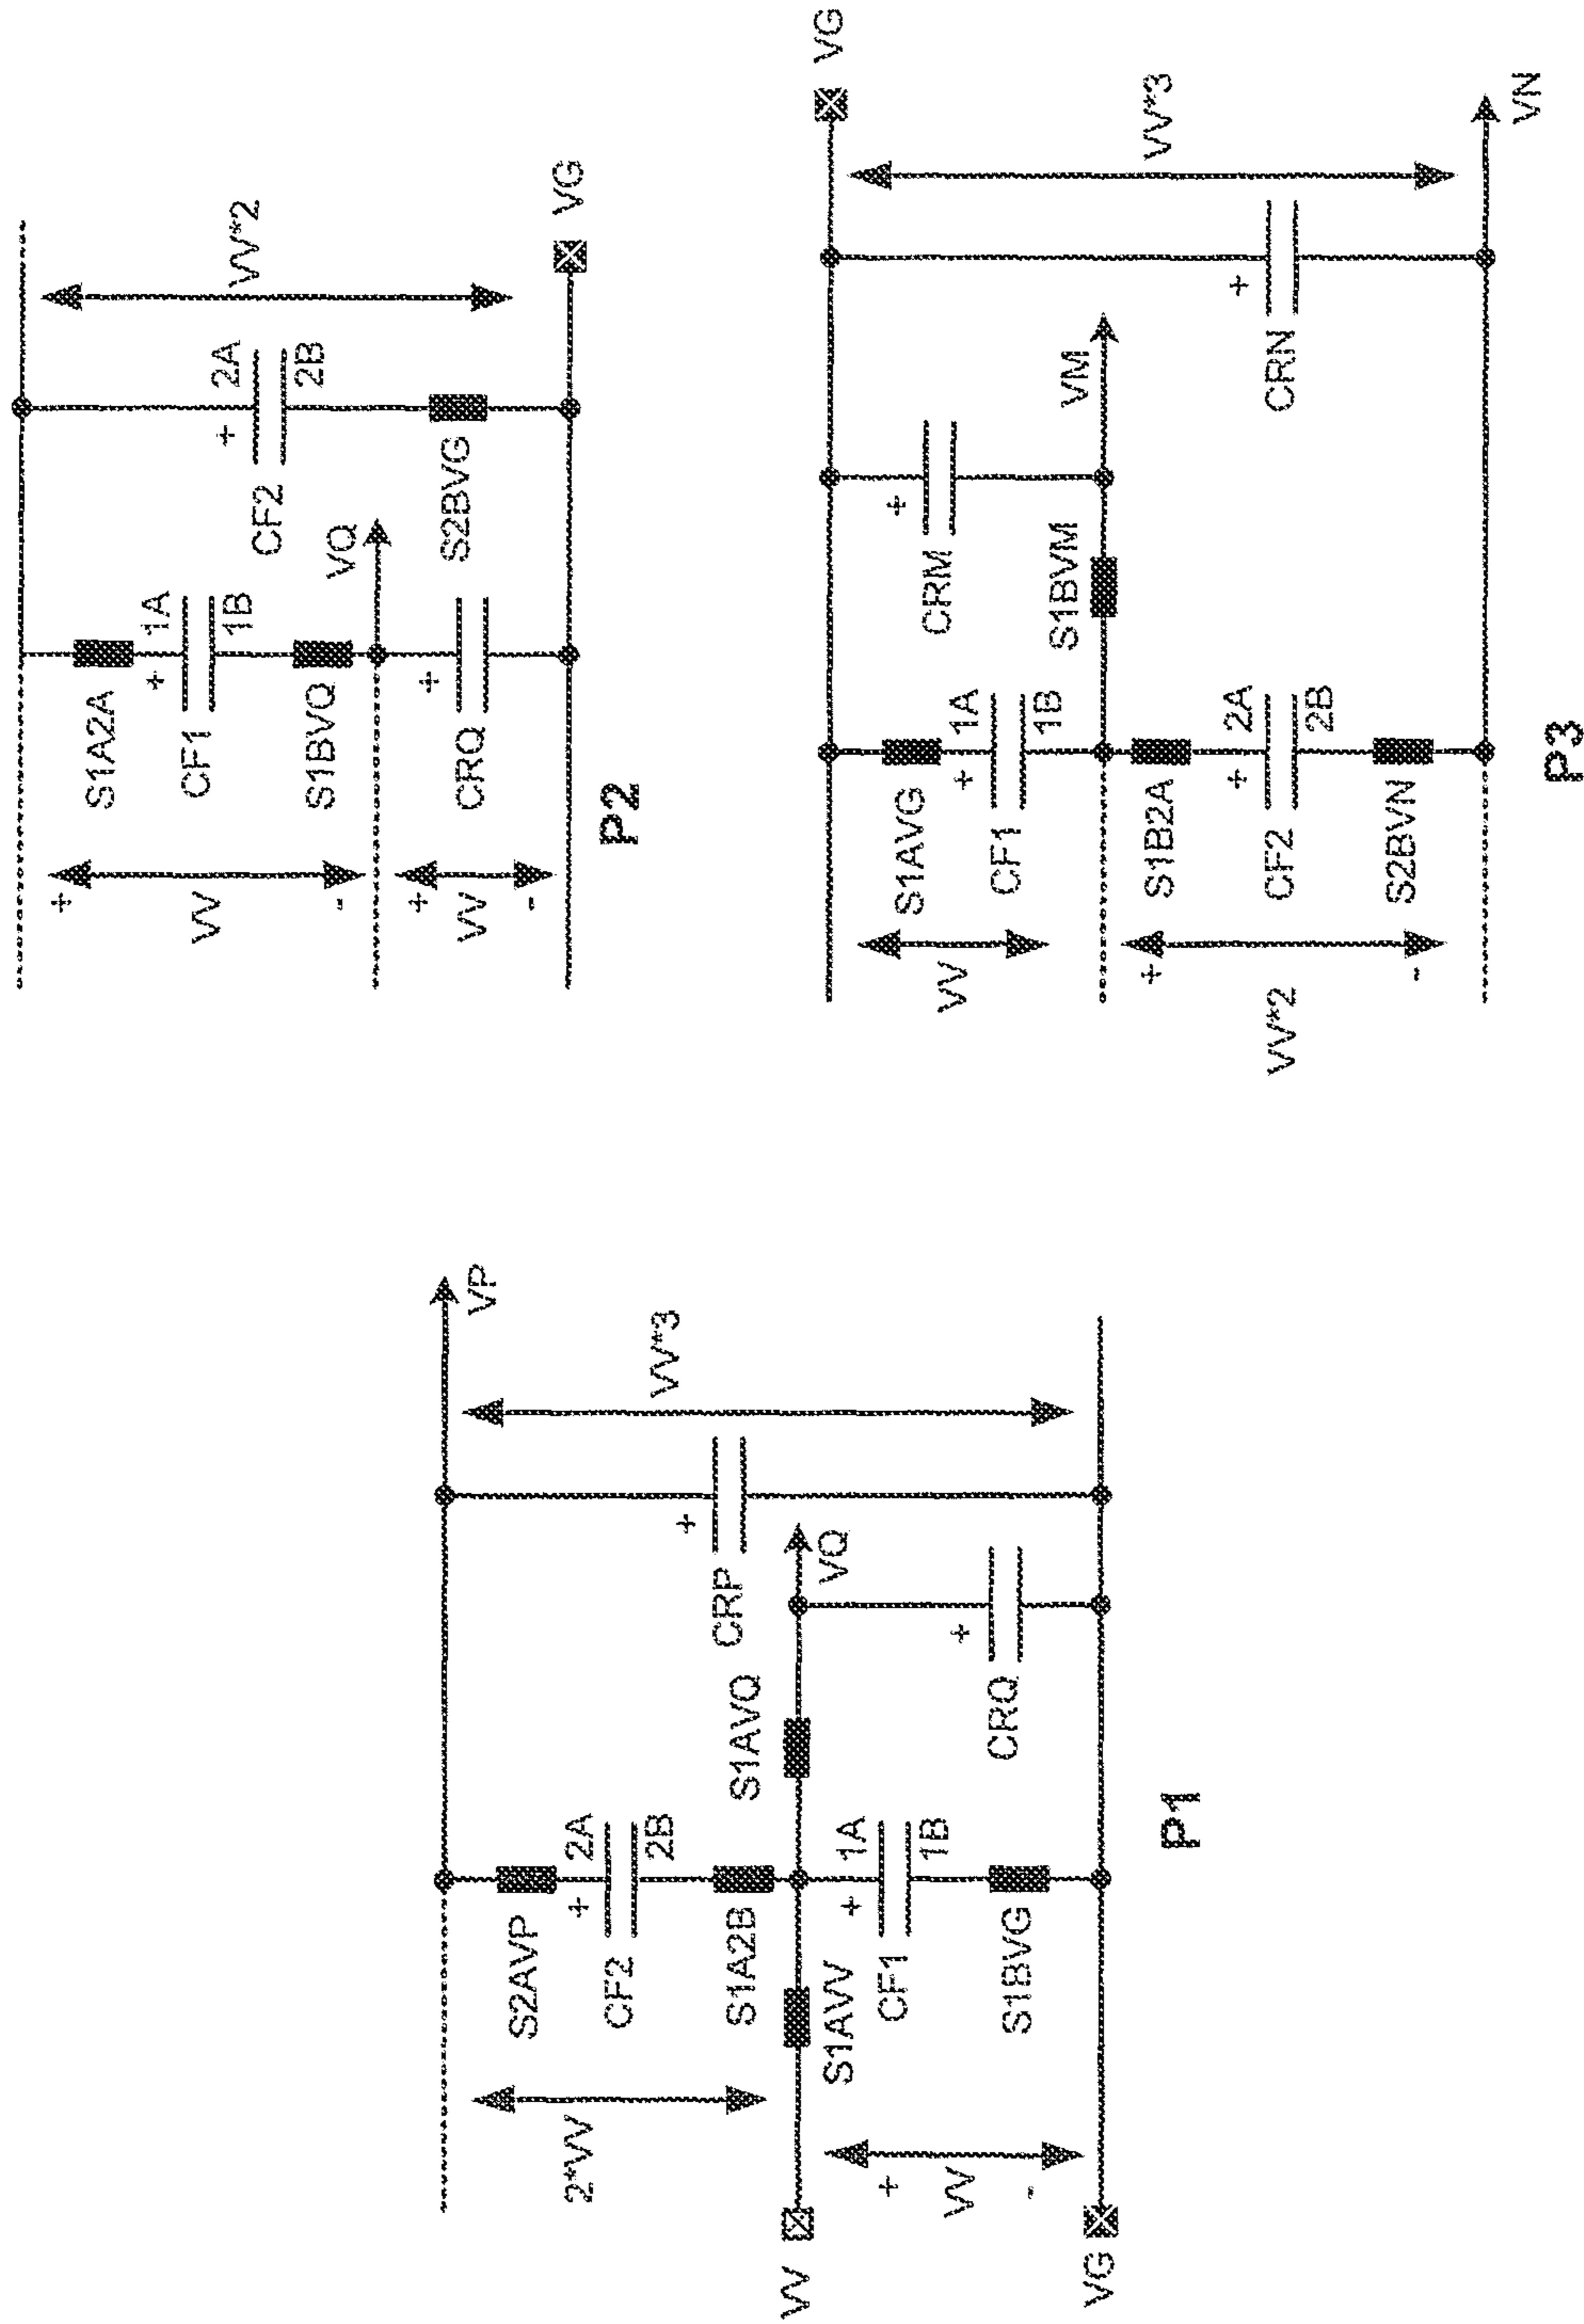 VP
2*VV
S2AVP
+
2A
CF2
2B
S1A2B
+
CRP
VV*3
S1AVQ
VQ
VV
S1AVV
+
1A
CF1
1B
+
CRQ
+
VV
-
S1BVG
VG
P1
+
VV
-
S1A2A
+
1A
CF1
1B
S1BVQ
VQ
+
2A
CF2
2B
VV*2
+
VV
-
+
CRQ
S2BVG
VG
P2
VG
VV
S1AVG
+
1A
CF1
1B
+
CRM
S1BVM
VM
+
VV*2
-
S1B2A
+
2A
CF2
2B
S2BVN
+
CRN
VV*3
VN
P3